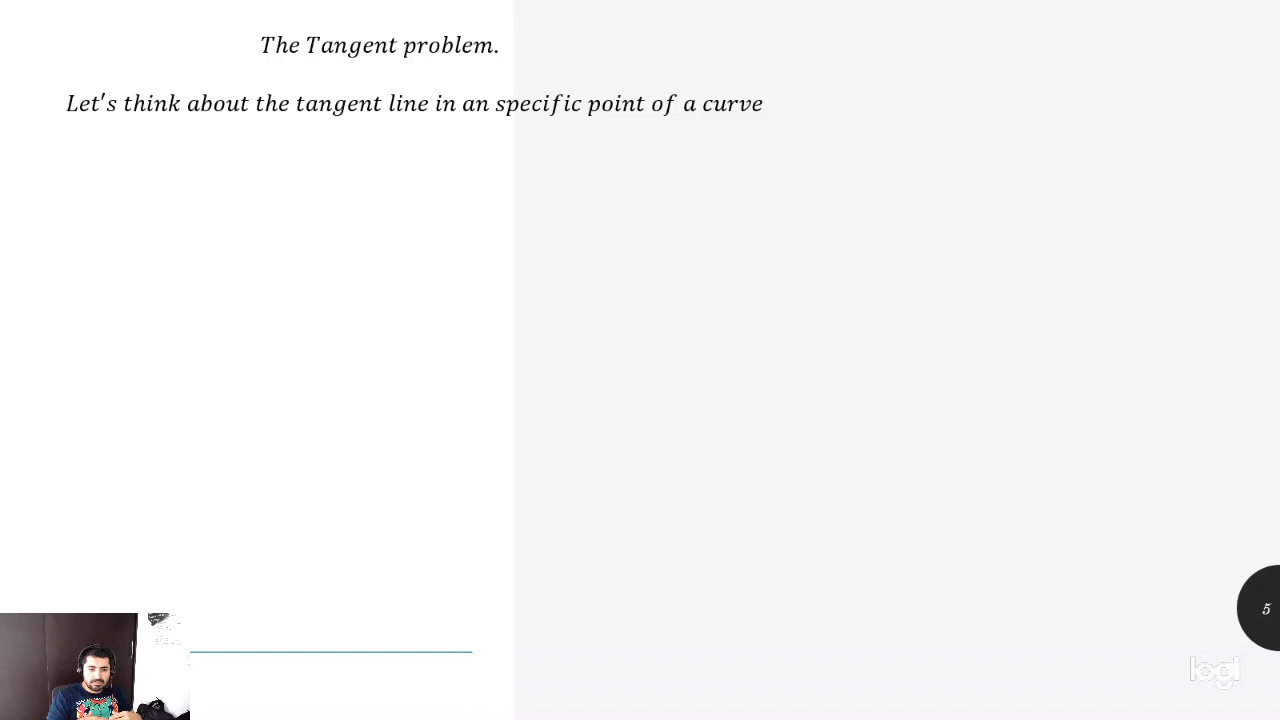 The Tangent problem.
Let's think about the tangent line in an specific point of a curve
5
logi